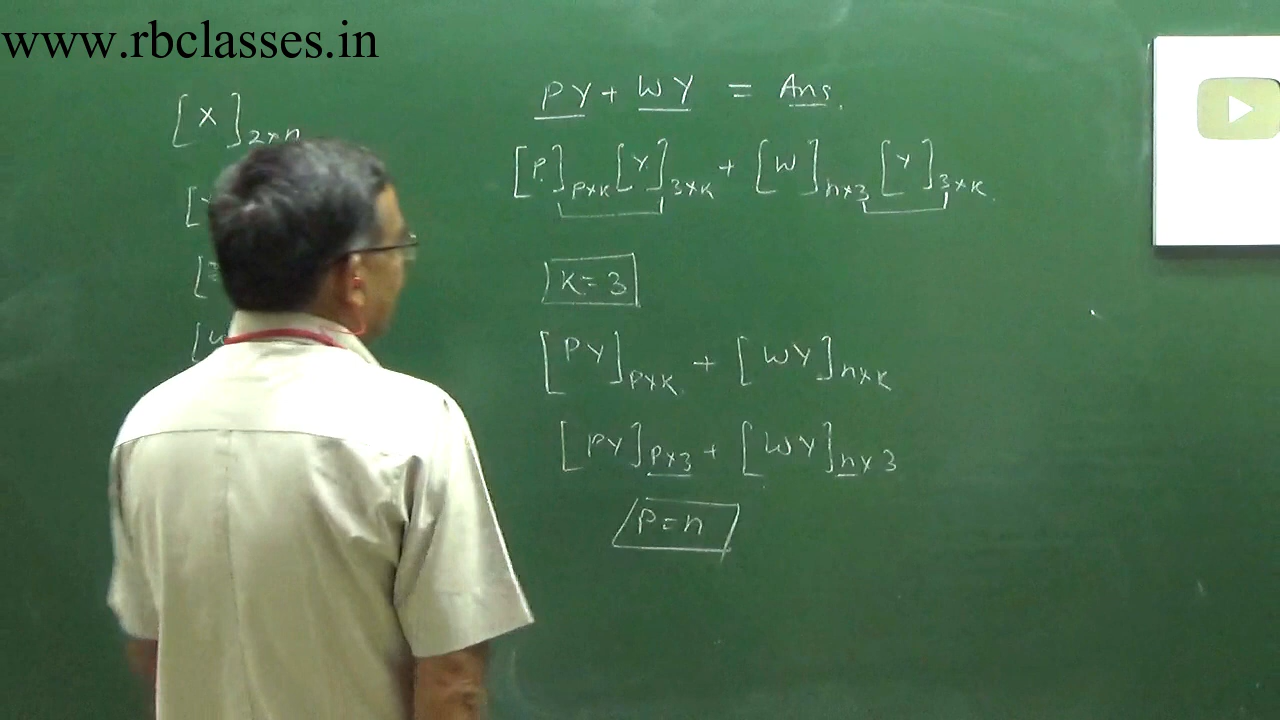 www.rbclasses.in
[X]2×n
PY + WY = Ans.
[P]P×K [Y]3×K + [W]n×3 [Y]3×K
K=3
[PY]P×K + [WY]n×K
[PY]P×3 + [WY]n×3
P=n